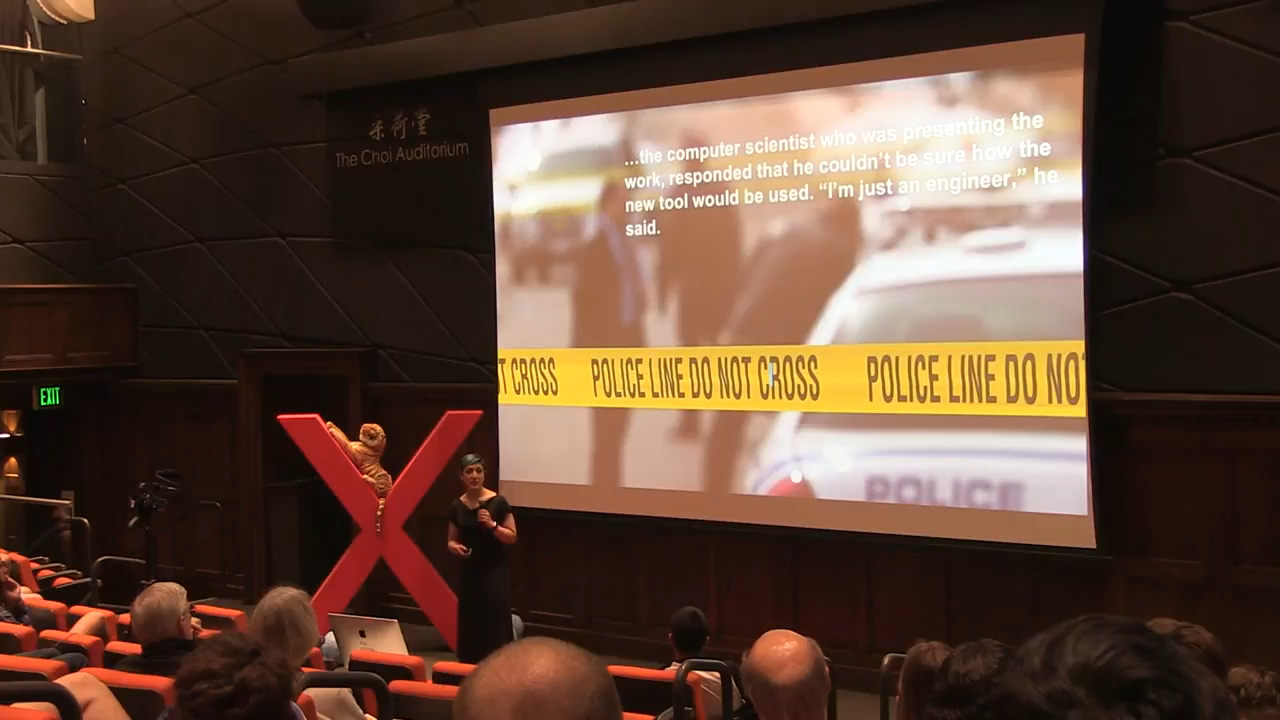 采荷堂
The Choi Auditorium
...the computer scientist who was presenting the
work, responded that he couldn't be sure how the
new tool would be used. “I'm just an engineer,” he
said.
T CROSS POLICE LINE DO NOT CROSS POLICE LINE DO NO
POLICE
EXIT
X